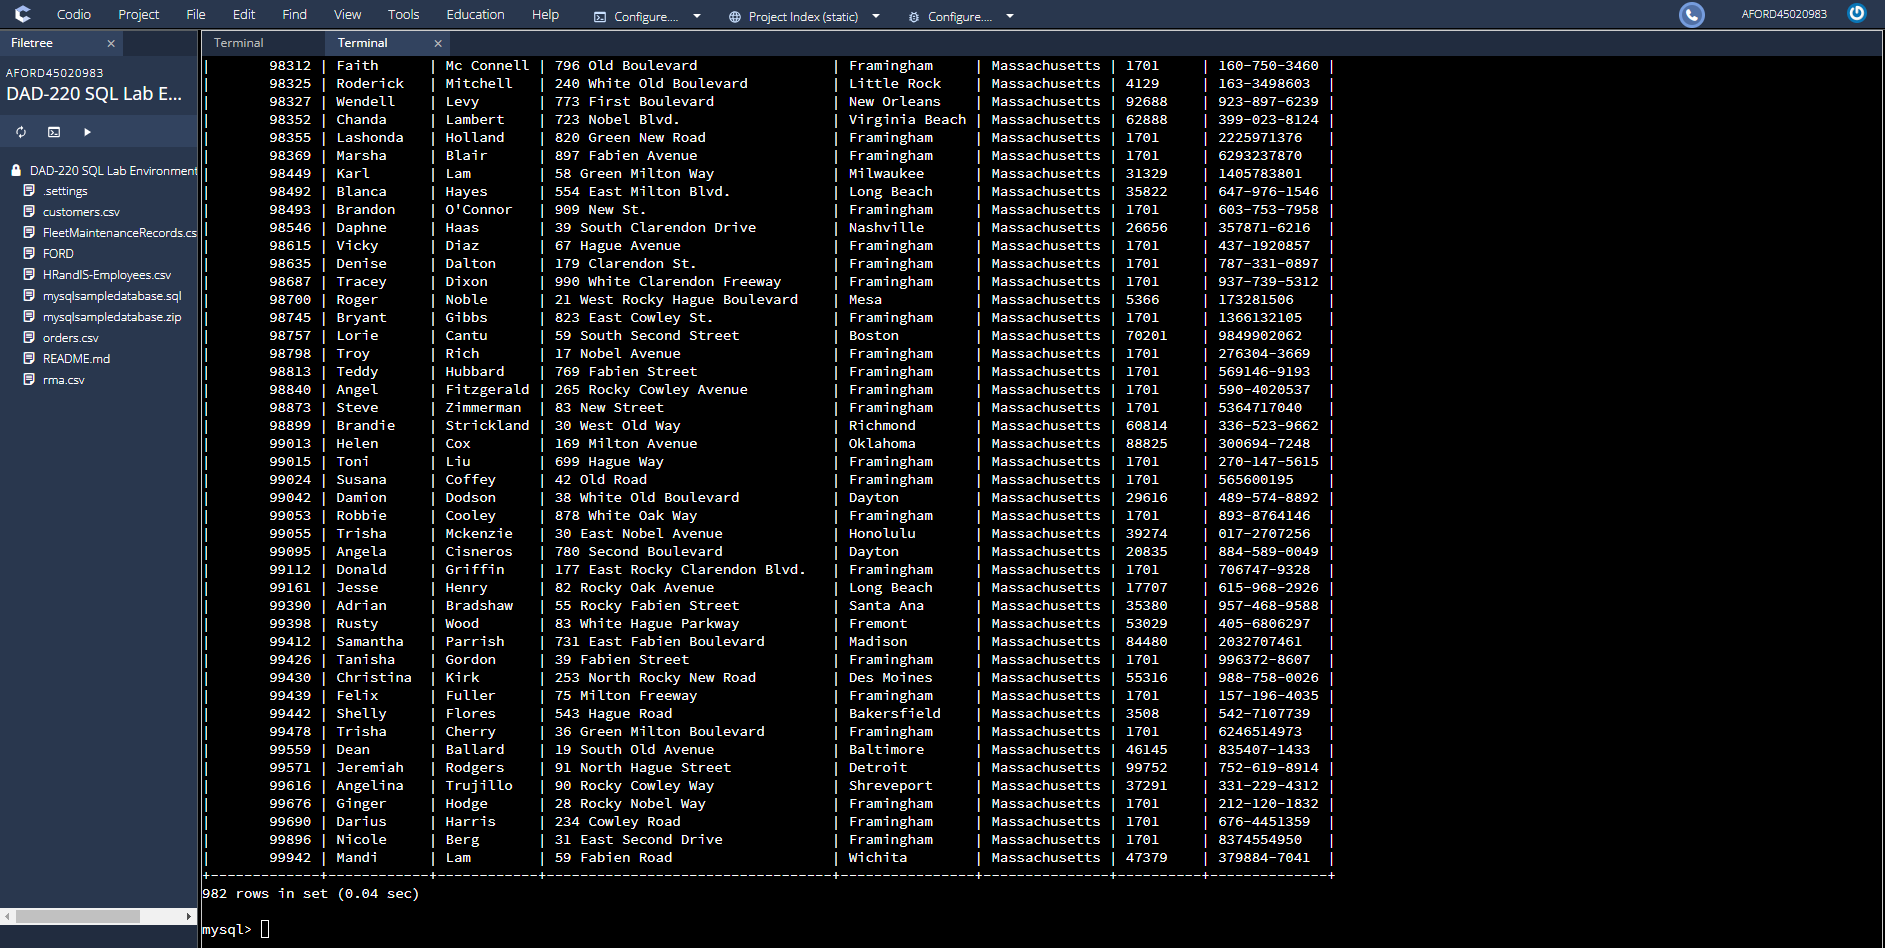 Codio Project File Edit Find View Tools Education Help Configure.... Project Index (static) Configure.... AFORD45020983
Filetree × Terminal Terminal ×
AFORD45020983
DAD-220 SQL Lab E...
DAD-220 SQL Lab Environment
.settings
customers.csv
FleetMaintenanceRecords.cs
FORD
HRandIS-Employees.csv
mysqlsampledatabase.sql
mysqlsampledatabase.zip
orders.csv
README.md
rma.csv
| 98312 | Faith | Mc Connell | 796 Old Boulevard | Framingham | Massachusetts | 1701 | 160-750-3460 |
| 98325 | Roderick | Mitchell | 240 White Old Boulevard | Little Rock | Massachusetts | 4129 | 163-3498603 |
| 98327 | Wendell | Levy | 773 First Boulevard | New Orleans | Massachusetts | 92688 | 923-897-6239 |
| 98352 | Chanda | Lambert | 723 Nobel Blvd. | Virginia Beach | Massachusetts | 62888 | 399-023-8124 |
| 98355 | Lashonda | Holland | 820 Green New Road | Framingham | Massachusetts | 1701 | 2225971376 |
| 98369 | Marsha | Blair | 897 Fabien Avenue | Framingham | Massachusetts | 1701 | 6293237870 |
| 98449 | Karl | Lam | 58 Green Milton Way | Milwaukee | Massachusetts | 31329 | 1405783801 |
| 98492 | Blanca | Hayes | 554 East Milton Blvd. | Long Beach | Massachusetts | 35822 | 647-976-1546 |
| 98493 | Brandon | O'Connor | 909 New St. | Framingham | Massachusetts | 1701 | 603-753-7958 |
| 98546 | Daphne | Haas | 39 South Clarendon Drive | Nashville | Massachusetts | 26656 | 357871-6216 |
| 98615 | Vicky | Diaz | 67 Hague Avenue | Framingham | Massachusetts | 1701 | 437-1920857 |
| 98635 | Denise | Dalton | 179 Clarendon St. | Framingham | Massachusetts | 1701 | 787-331-0897 |
| 98687 | Tracey | Dixon | 990 White Clarendon Freeway | Framingham | Massachusetts | 1701 | 937-739-5312 |
| 98700 | Roger | Noble | 21 West Rocky Hague Boulevard | Mesa | Massachusetts | 5366 | 173281506 |
| 98745 | Bryant | Gibbs | 823 East Cowley St. | Framingham | Massachusetts | 1701 | 1366132105 |
| 98757 | Lorie | Cantu | 59 South Second Street | Boston | Massachusetts | 70201 | 9849902062 |
| 98798 | Troy | Rich | 17 Nobel Avenue | Framingham | Massachusetts | 1701 | 276304-3669 |
| 98813 | Teddy | Hubbard | 769 Fabien Street | Framingham | Massachusetts | 1701 | 569146-9193 |
| 98840 | Angel | Fitzgerald | 265 Rocky Cowley Avenue | Framingham | Massachusetts | 1701 | 590-4020537 |
| 98873 | Steve | Zimmerman | 83 New Street | Framingham | Massachusetts | 1701 | 5364717040 |
| 98899 | Brandie | Strickland | 30 West Old Way | Richmond | Massachusetts | 60814 | 336-523-9662 |
| 99013 | Helen | Cox | 169 Milton Avenue | Oklahoma | Massachusetts | 88825 | 300694-7248 |
| 99015 | Toni | Liu | 699 Hague Way | Framingham | Massachusetts | 1701 | 270-147-5615 |
| 99024 | Susana | Coffey | 42 Old Road | Framingham | Massachusetts | 1701 | 565600195 |
| 99042 | Damion | Dodson | 38 White Old Boulevard | Dayton | Massachusetts | 29616 | 489-574-8892 |
| 99053 | Robbie | Cooley | 878 White Oak Way | Framingham | Massachusetts | 1701 | 893-8764146 |
| 99055 | Trisha | Mckenzie | 30 East Nobel Avenue | Honolulu | Massachusetts | 39274 | 017-2707256 |
| 99095 | Angela | Cisneros | 780 Second Boulevard | Dayton | Massachusetts | 20835 | 884-589-0049 |
| 99112 | Donald | Griffin | 177 East Rocky Clarendon Blvd. | Framingham | Massachusetts | 1701 | 706747-9328 |
| 99161 | Jesse | Henry | 82 Rocky Oak Avenue | Long Beach | Massachusetts | 17707 | 615-968-2926 |
| 99390 | Adrian | Bradshaw | 55 Rocky Fabien Street | Santa Ana | Massachusetts | 35380 | 957-468-9588 |
| 99398 | Rusty | Wood | 83 White Hague Parkway | Fremont | Massachusetts | 53029 | 405-6806297 |
| 99412 | Samantha | Parrish | 731 East Fabien Boulevard | Madison | Massachusetts | 84480 | 2032707461 |
| 99426 | Tanisha | Gordon | 39 Fabien Street | Framingham | Massachusetts | 1701 | 996372-8607 |
| 99430 | Christina | Kirk | 253 North Rocky New Road | Des Moines | Massachusetts | 55316 | 988-758-0026 |
| 99439 | Felix | Fuller | 75 Milton Freeway | Framingham | Massachusetts | 1701 | 157-196-4035 |
| 99442 | Shelly | Flores | 543 Hague Road | Bakersfield | Massachusetts | 3508 | 542-7107739 |
| 99478 | Trisha | Cherry | 36 Green Milton Boulevard | Framingham | Massachusetts | 1701 | 6246514973 |
| 99559 | Dean | Ballard | 19 South Old Avenue | Baltimore | Massachusetts | 46145 | 835407-1433 |
| 99571 | Jeremiah | Rodgers | 91 North Hague Street | Detroit | Massachusetts | 99752 | 752-619-8914 |
| 99616 | Angelina | Trujillo | 90 Rocky Cowley Way | Shreveport | Massachusetts | 37291 | 331-229-4312 |
| 99676 | Ginger | Hodge | 28 Rocky Nobel Way | Framingham | Massachusetts | 1701 | 212-120-1832 |
| 99690 | Darius | Harris | 234 Cowley Road | Framingham | Massachusetts | 1701 | 676-4451359 |
| 99896 | Nicole | Berg | 31 East Second Drive | Framingham | Massachusetts | 1701 | 8374554950 |
| 99942 | Mandi | Lam | 59 Fabien Road | Wichita | Massachusetts | 47379 | 379884-7041 |
+-------------+------------+------------+----------------------------------+----------------+---------------+----------+--------------+
982 rows in set (0.04 sec)
mysql>